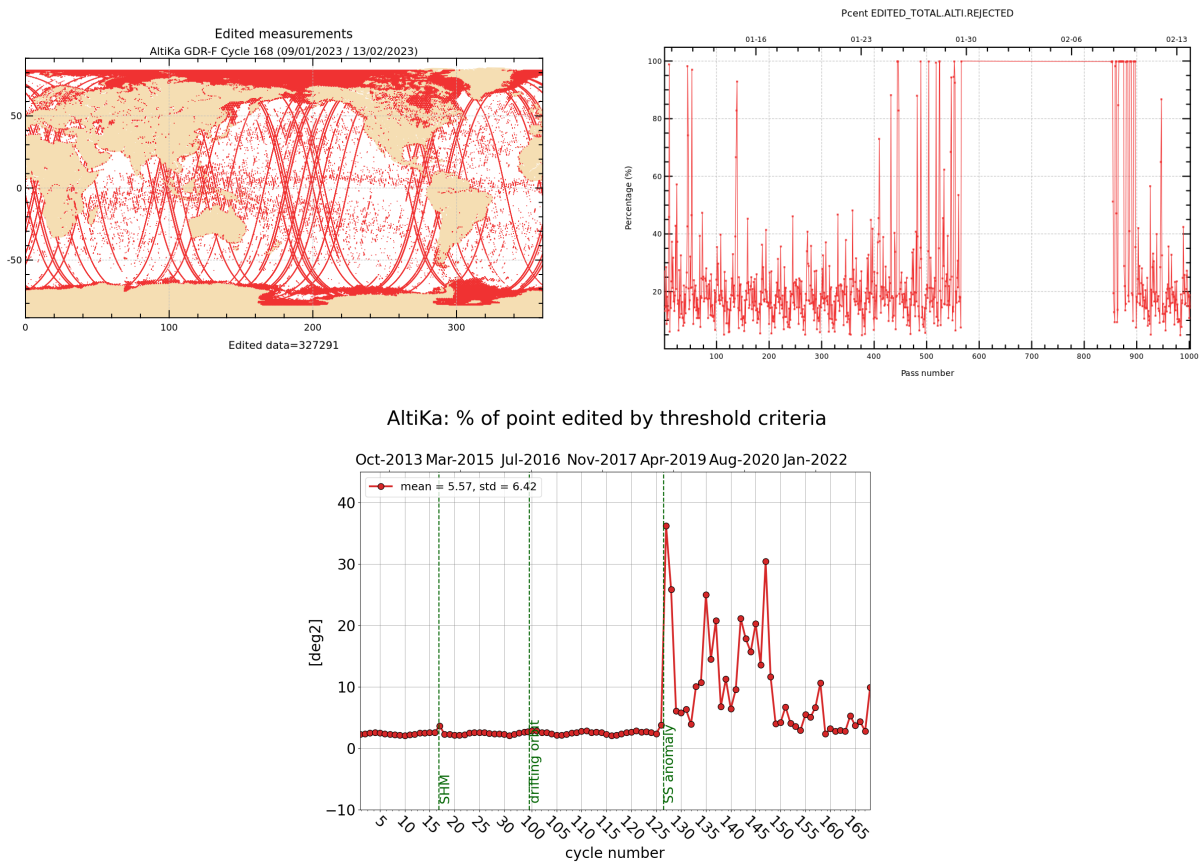 Edited measurements
AltiKa GDR-F Cycle 168 (09/01/2023 / 13/02/2023)
50
0
-50
0 100 200 300
Edited data=327291
Pcent EDITED_TOTAL.ALTI.REJECTED
01-16 01-23 01-30 02-06 02-13
100
80
60
40
20
Percentage (%)
100 200 300 400 500 600 700 800 900 1000
Pass number
AltiKa: % of point edited by threshold criteria
Oct-2013 Mar-2015 Jul-2016 Nov-2017 Apr-2019 Aug-2020 Jan-2022
mean = 5.57, std = 6.42
40
30
20
10
0
−10
[deg2]
SHM
drifting orbit
SS anomaly
5 10 15 20 25 30 100 105 110 115 120 125 130 135 140 145 150 155 160 165
cycle number